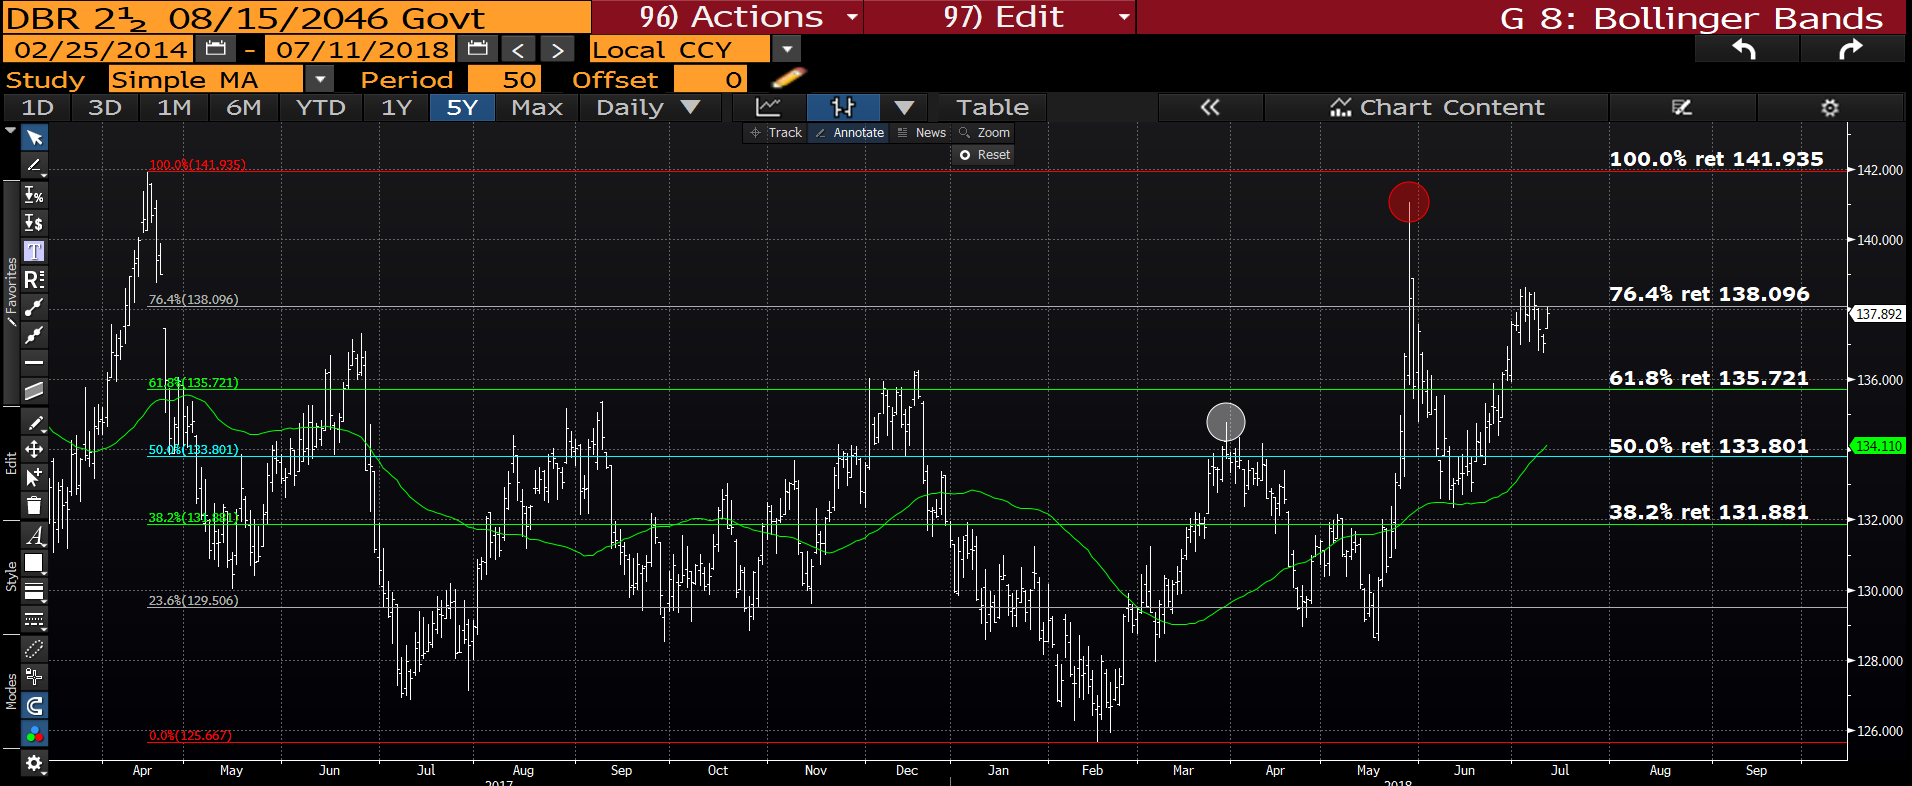 DBR 2½ 08/15/2046 Govt 96) Actions 97) Edit G 8: Bollinger Bands
02/25/2014 - 07/11/2018 < > Local CCY
Study Simple MA Period 50 Offset 0
1D 3D 1M 6M YTD 1Y 5Y Max Daily Table « Chart Content
Track Annotate News Zoom
Reset
Favorites
Edit
Style
Modes
%
$
T
R
A
100.0%(141.935)
76.4%(138.096)
61.8%(135.721)
50.0%(133.801)
38.2%(131.881)
23.6%(129.506)
0.0%(125.667)
100.0% ret 141.935
76.4% ret 138.096
61.8% ret 135.721
50.0% ret 133.801
38.2% ret 131.881
142.000
140.000
137.892
136.000
134.110
132.000
130.000
128.000
126.000
Apr May Jun Jul Aug Sep Oct Nov Dec Jan Feb Mar Apr May Jun Jul Aug Sep
2017 2018